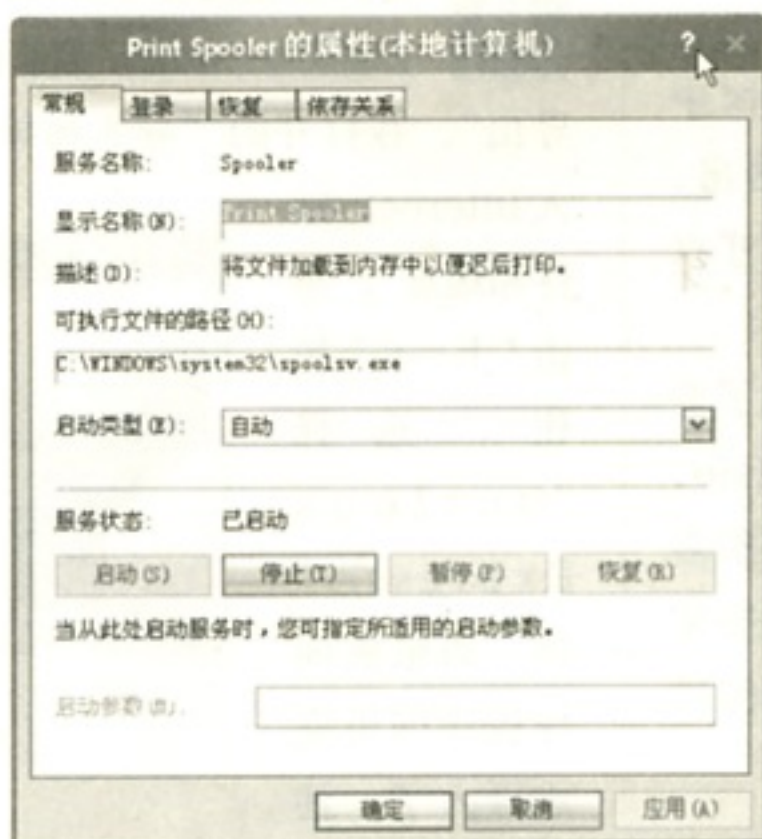 Print Spooler 的属性(本地计算机) ?
常规 登录 恢复 依存关系
服务名称: Spooler
显示名称(N): Print Spooler
描述(D): 将文件加载到内存中以便迟后打印。
可执行文件的路径(H):
C:\WINDOWS\system32\spoolsv.exe
启动类型(E): 自动
服务状态: 已启动
启动(S) 停止(T) 暂停(P) 恢复(R)
当从此处启动服务时，您可指定所适用的启动参数。
启动参数(M):
确定 取消 应用(A)